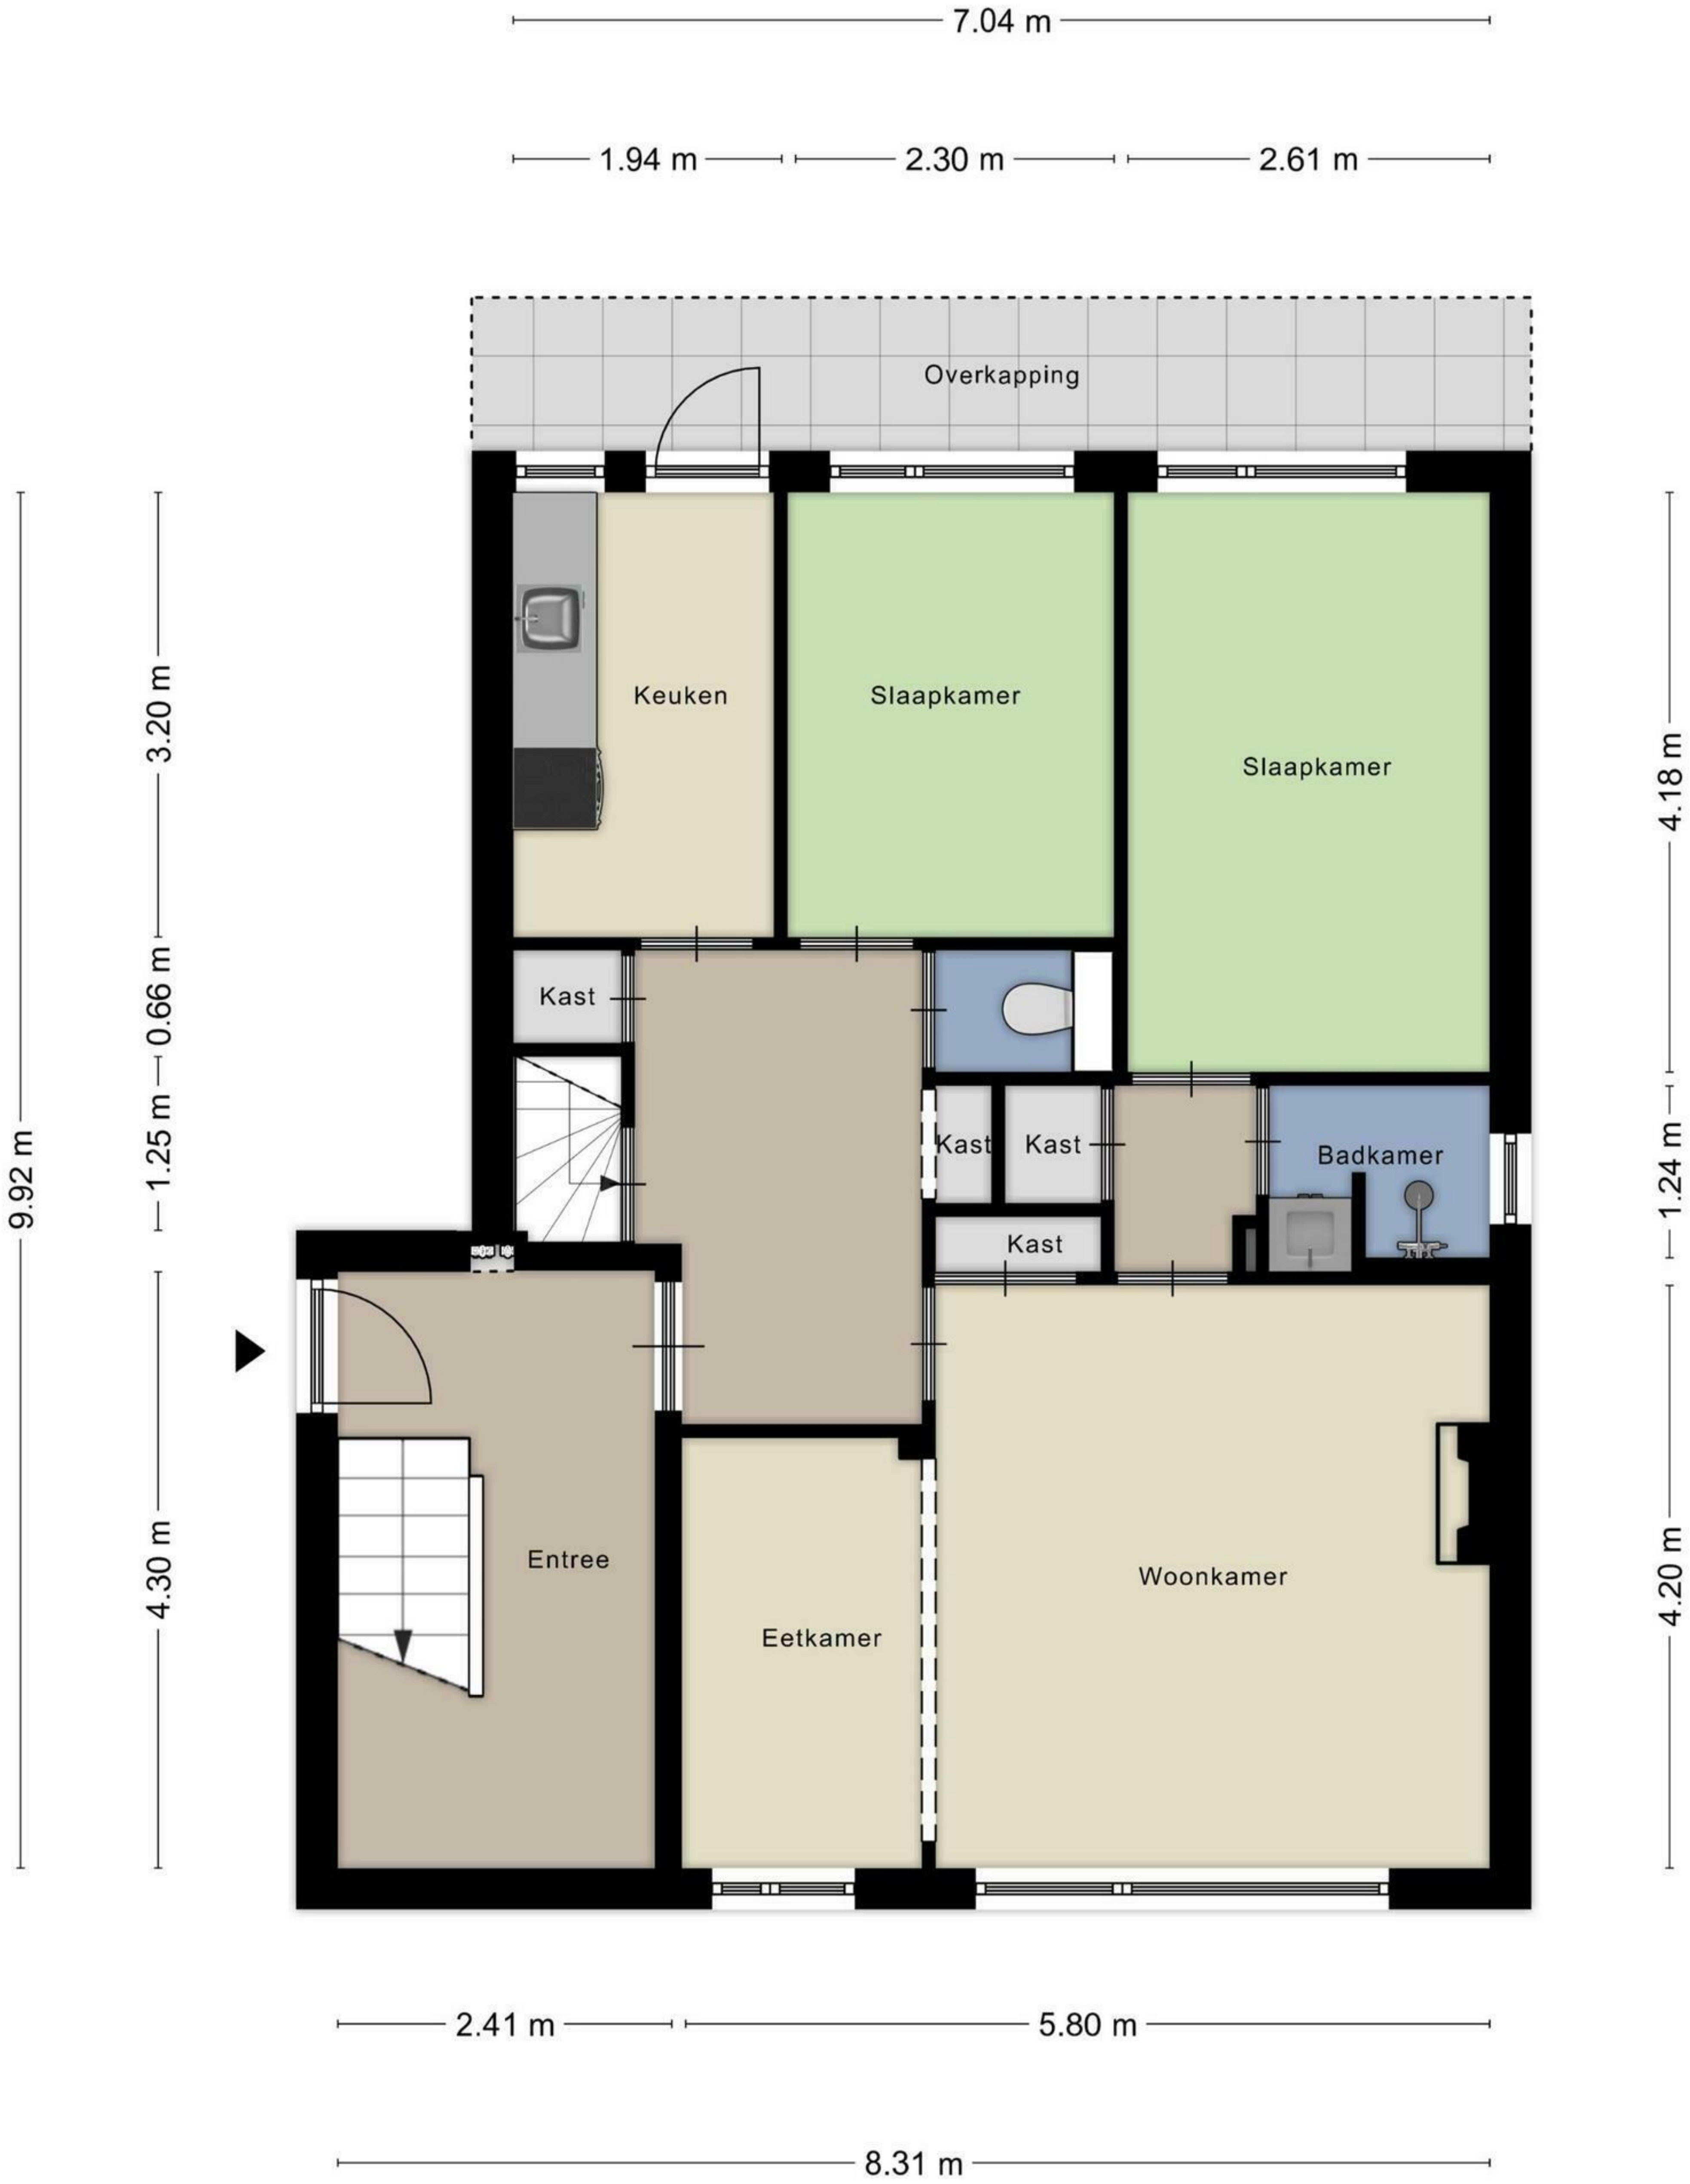 7.04 m
1.94 m
2.30 m
2.61 m
Overkapping
Keuken
Slaapkamer
Slaapkamer
3.20 m
4.18 m
0.66 m
Kast
1.25 m
9.92 m
Kast
Kast
Badkamer
1.24 m
Kast
Entree
4.30 m
Woonkamer
4.20 m
Eetkamer
2.41 m
5.80 m
8.31 m